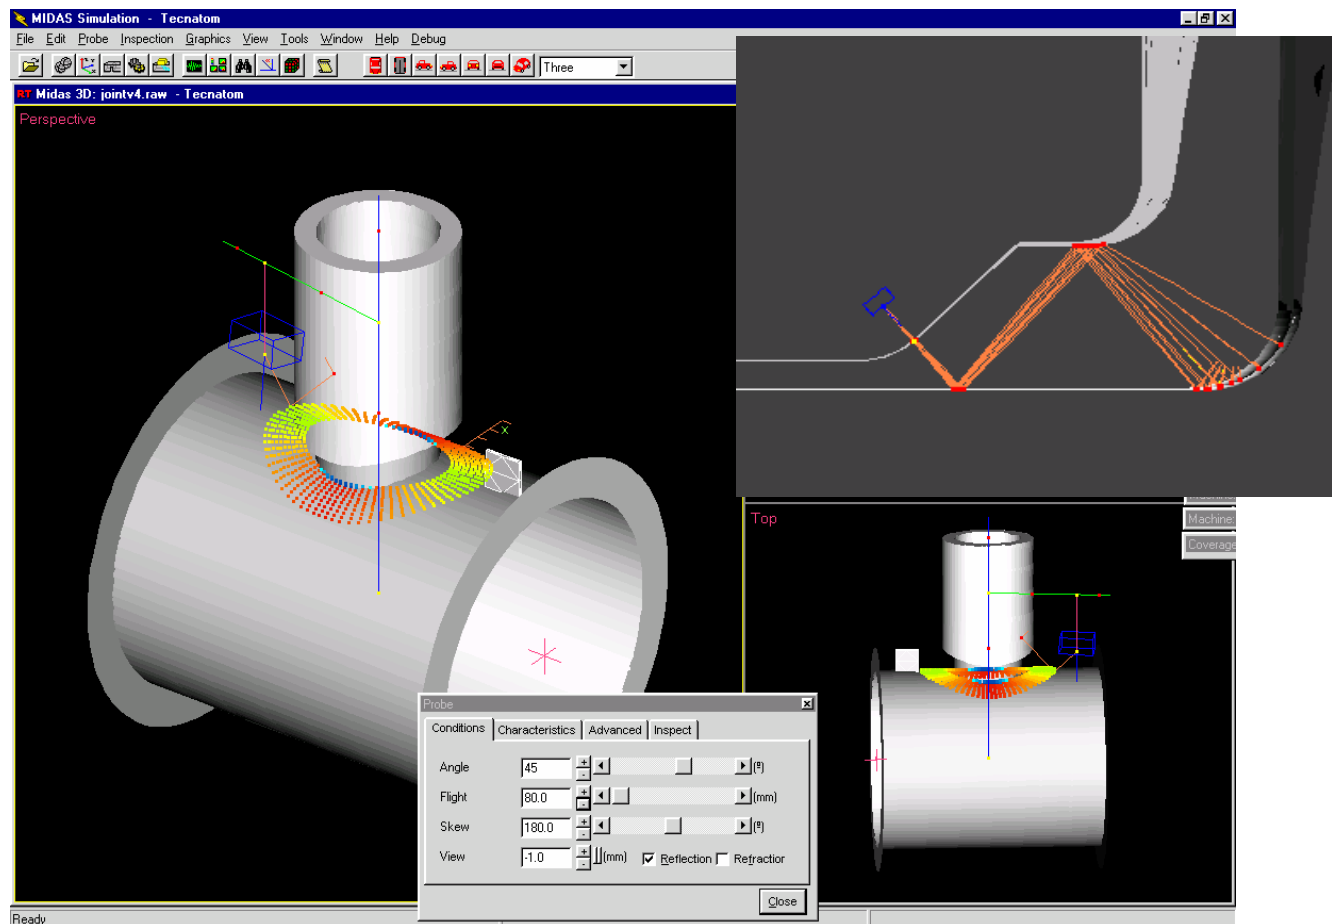 MIDAS Simulation - Tecnatom
File Edit Probe Inspection Graphics View Tools Window Help Debug
Three
RT Midas 3D: jointv4.raw - Tecnatom
Perspective
x
Top
Machine:
Coverage
Probe
Conditions Characteristics Advanced Inspect
Angle 45 (º)
Flight 80.0 (mm)
Skew 180.0 (º)
View -1.0 (mm) Reflection Refractior
Close
Ready